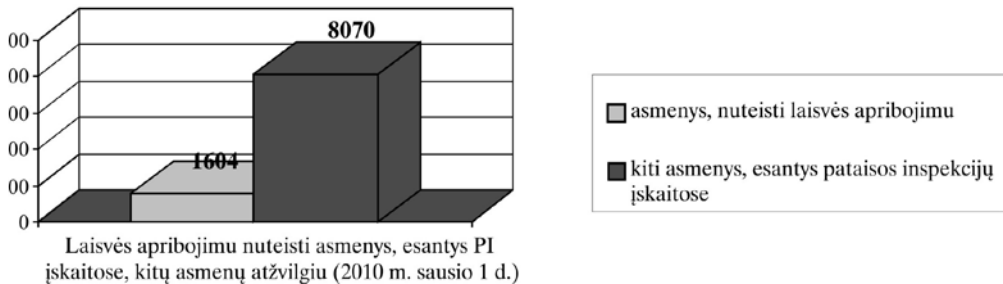 8070
00
00
00
1604
00
00
0
Laisvės apribojimu nuteisti asmenys, esantys PI
įskaitose, kitų asmenų atžvilgiu (2010 m. sausio 1 d.)
asmenys, nuteisti laisvės apribojimu
kiti asmenys, esantys pataisos inspekcijų
įskaitose